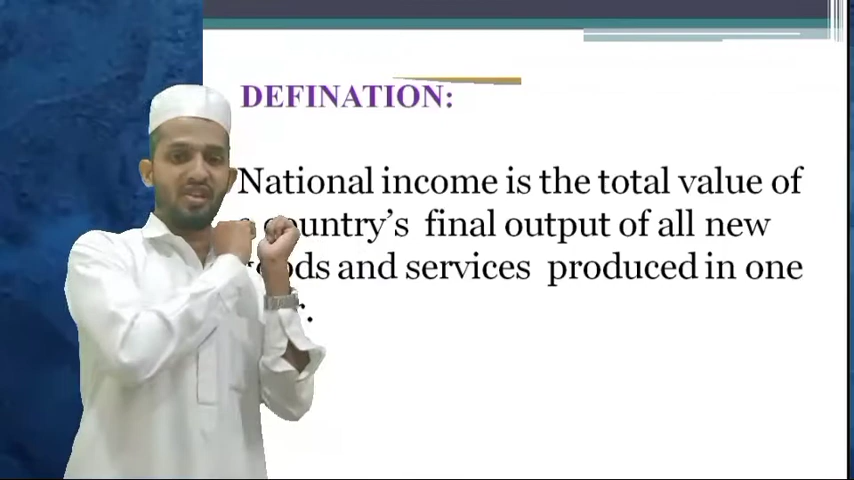 DEFINATION:
National income is the total value of
country's final output of all new
goods and services produced in one